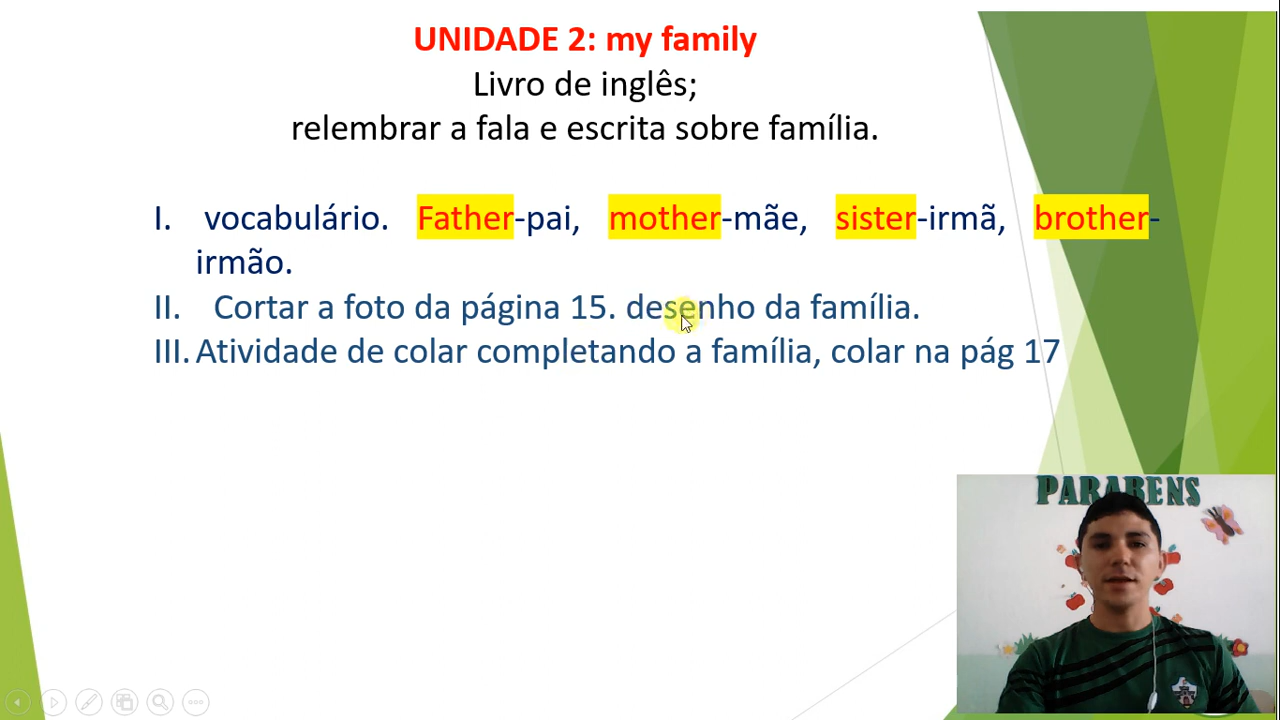 UNIDADE 2: my family
Livro de inglês;
relembrar a fala e escrita sobre família.
I. vocabulário. Father-pai, mother-mãe, sister-irmã, brother-
irmão.
II. Cortar a foto da página 15. desenho da família.
III. Atividade de colar completando a família, colar na pág 17
PARABENS